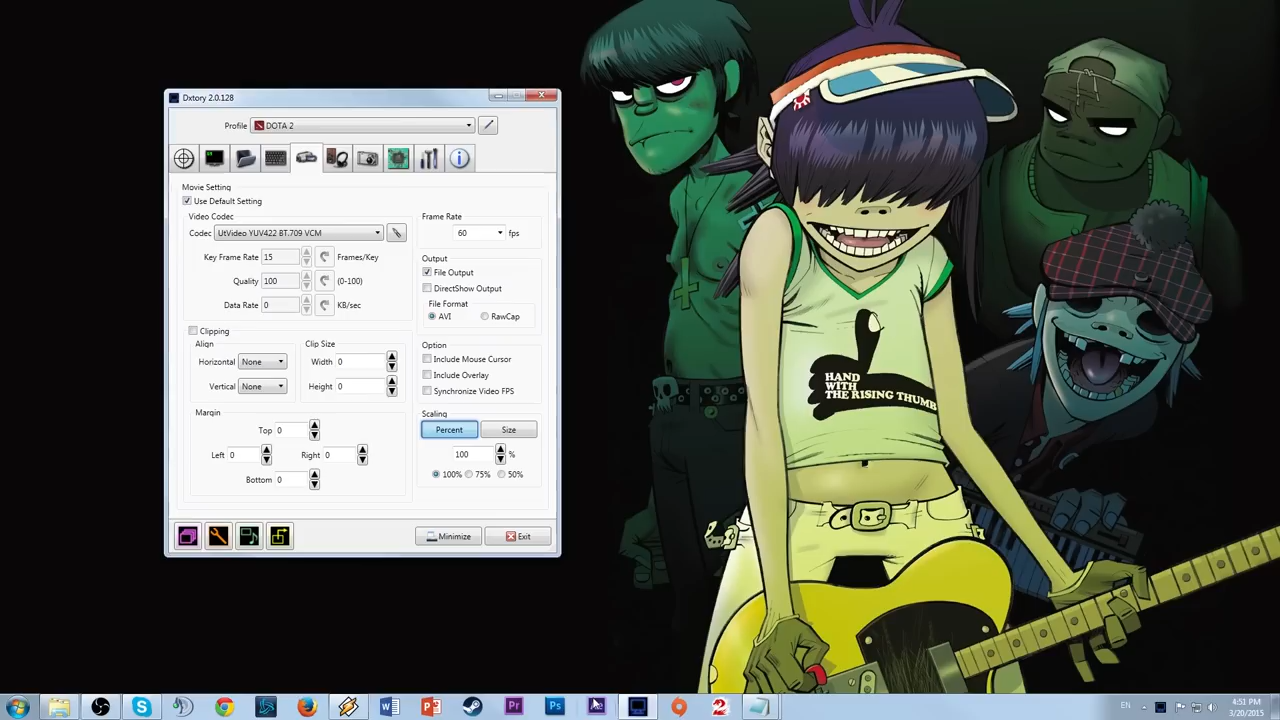 Dxtory 2.0.128
Profile DOTA 2
Movie Setting
Use Default Setting
Video Codec
Codec UtVideo YUV422 BT.709 VCM
Key Frame Rate 15 Frames/Key
Quality 100 (0-100)
Data Rate 0 KB/sec
Clipping
Align
Horizontal None
Vertical None
Clip Size
Width 0
Height 0
Margin
Top 0
Left 0 Right 0
Bottom 0
Frame Rate
60 fps
Output
File Output
DirectShow Output
File Format
AVI RawCap
Option
Include Mouse Cursor
Include Overlay
Synchronize Video FPS
Scaling
Percent Size
100 %
100% 75% 50%
Minimize Exit
HAND
WITH
THE RISING THUMB
Pr Ps
EN
4:51 PM
3/20/2015